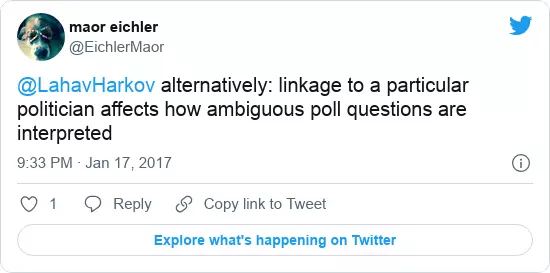 maor eichler
@EichlerMaor
@LahavHarkov alternatively: linkage to a particular
politician affects how ambiguous poll questions are
interpreted
9:33 PM · Jan 17, 2017
1 Reply Copy link to Tweet
Explore what's happening on Twitter